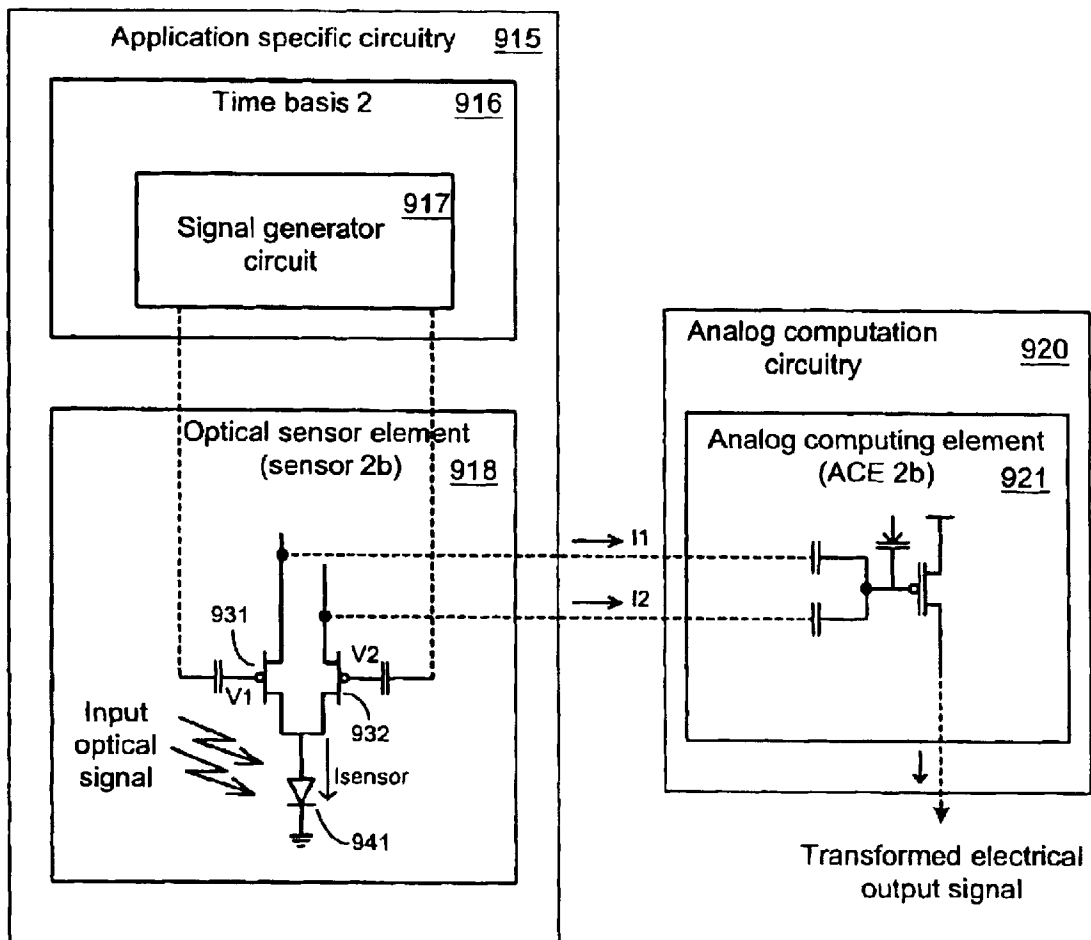 Application specific circuitry 915
Time basis 2 916
917
Signal generator
circuit
Optical sensor element
(sensor 2b) 918
931
V1
V2
932
Input
optical
signal
Isensor
941
I1
I2
Analog computation
circuitry 920
Analog computing element
(ACE 2b) 921
Transformed electrical
output signal